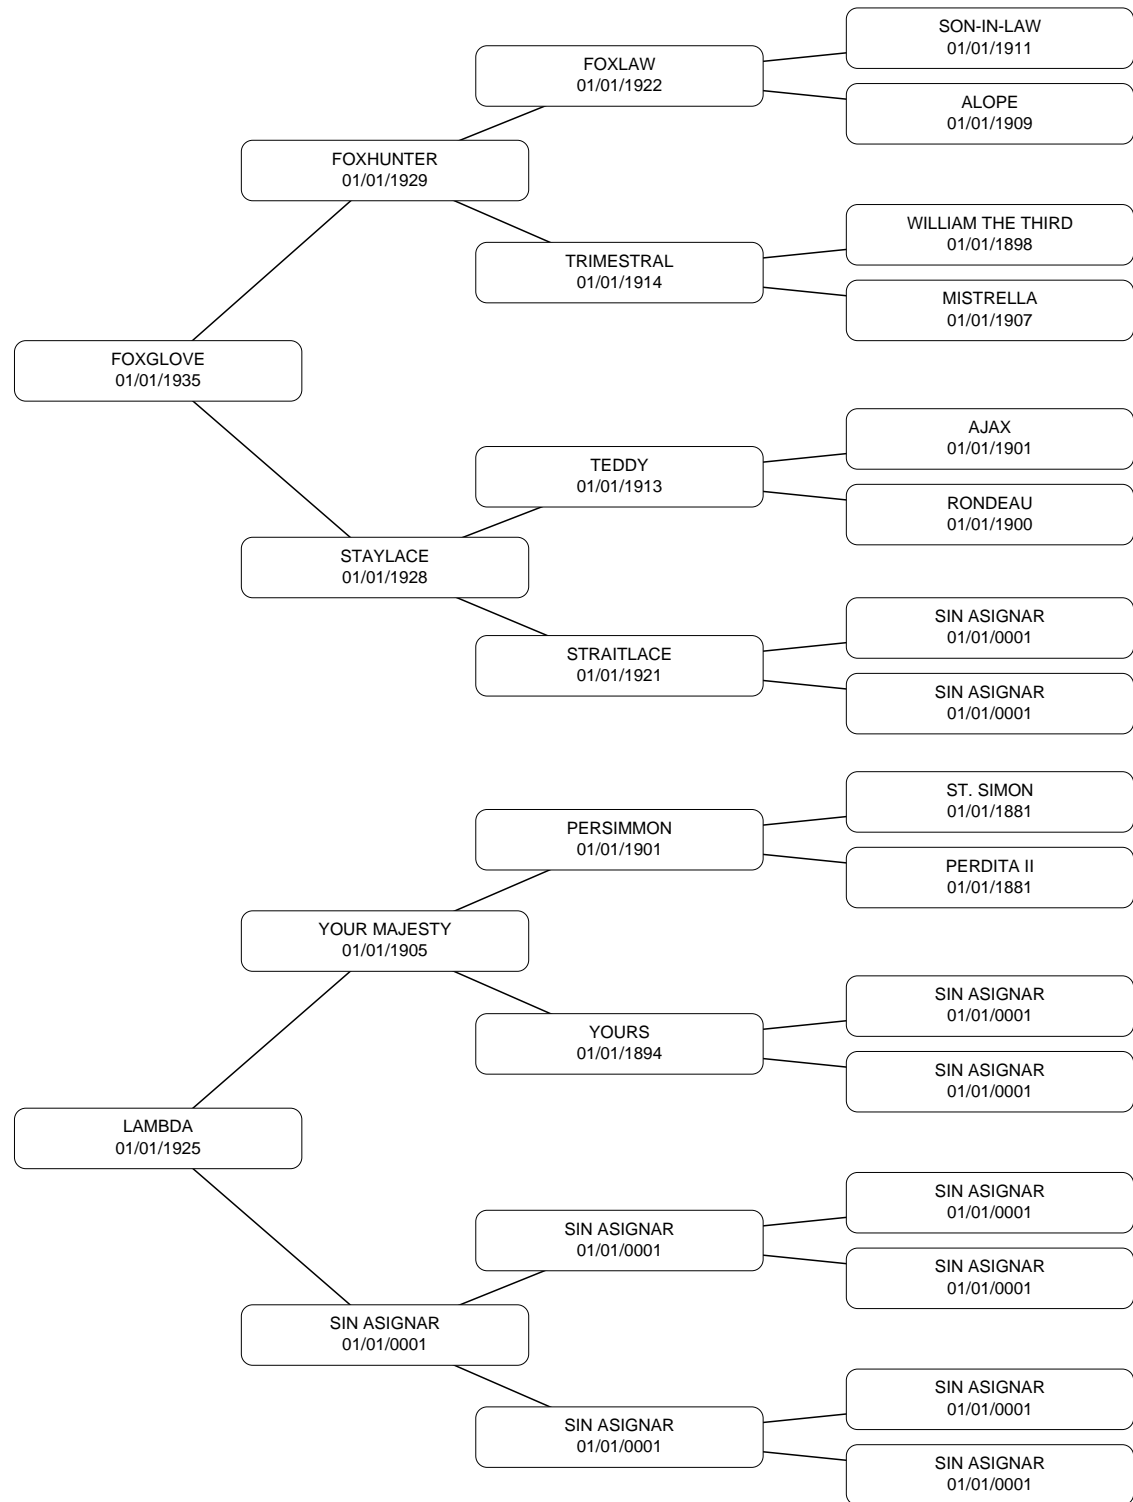 SON-IN-LAW
01/01/1911
FOXLAW
01/01/1922
ALOPE
01/01/1909
FOXHUNTER
01/01/1929
WILLIAM THE THIRD
01/01/1898
TRIMESTRAL
01/01/1914
MISTRELLA
01/01/1907
FOXGLOVE
01/01/1935
AJAX
01/01/1901
TEDDY
01/01/1913
RONDEAU
01/01/1900
STAYLACE
01/01/1928
SIN ASIGNAR
01/01/0001
STRAITLACE
01/01/1921
SIN ASIGNAR
01/01/0001
ST. SIMON
01/01/1881
PERSIMMON
01/01/1901
PERDITA II
01/01/1881
YOUR MAJESTY
01/01/1905
SIN ASIGNAR
01/01/0001
YOURS
01/01/1894
SIN ASIGNAR
01/01/0001
LAMBDA
01/01/1925
SIN ASIGNAR
01/01/0001
SIN ASIGNAR
01/01/0001
SIN ASIGNAR
01/01/0001
SIN ASIGNAR
01/01/0001
SIN ASIGNAR
01/01/0001
SIN ASIGNAR
01/01/0001
SIN ASIGNAR
01/01/0001